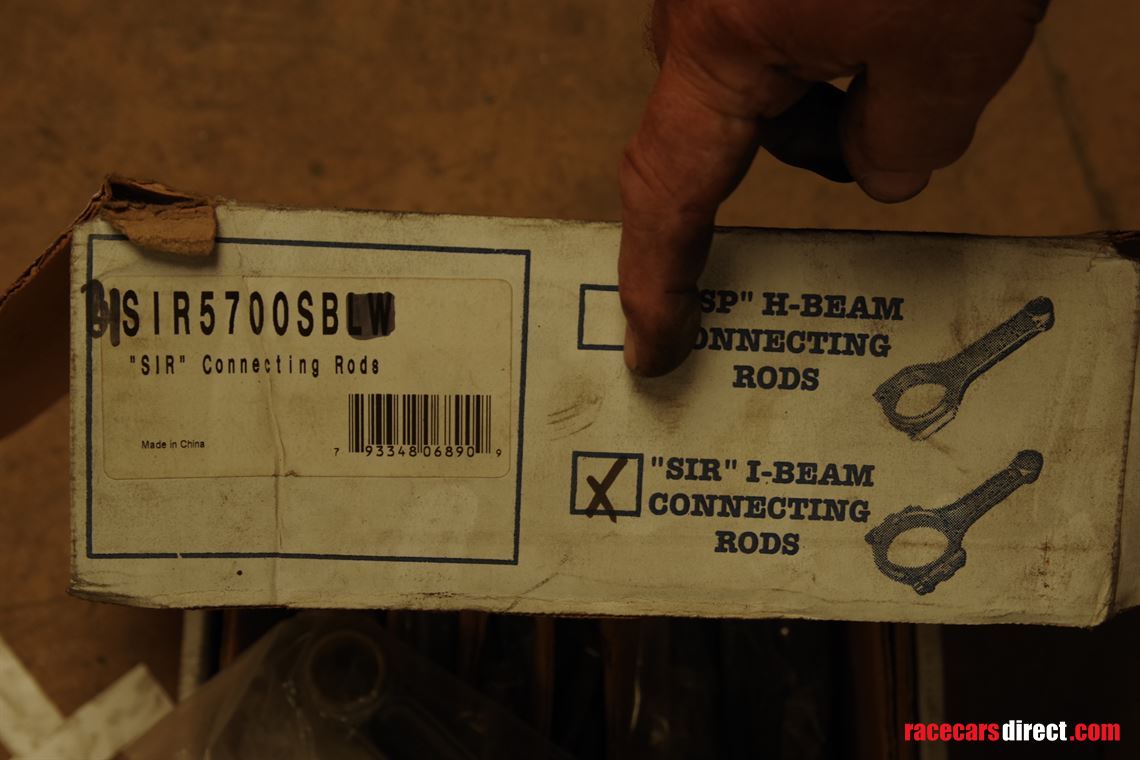 SIR5700SBLW
"SIR" Connecting Rods
Made in China
7 93348 06890 9
SP" H-BEAM
CONNECTING
RODS
X "SIR" I-BEAM
CONNECTING
RODS
racecarsdirect.com